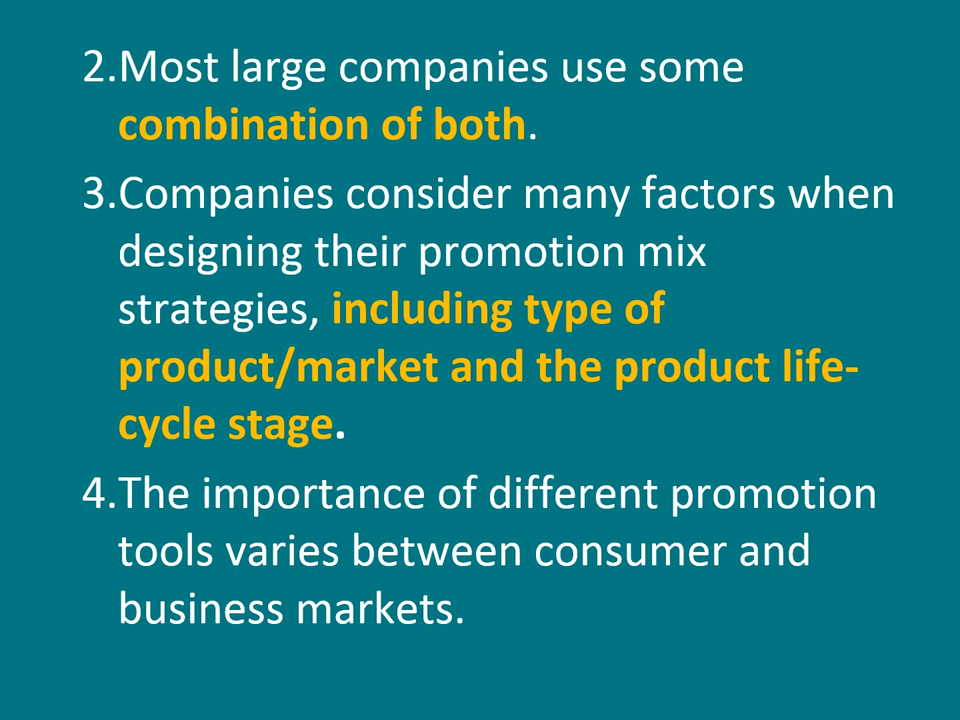 2.Most large companies use some
combination of both.
3.Companies consider many factors when
designing their promotion mix
strategies, including type of
product/market and the product life-
cycle stage.
4.The importance of different promotion
tools varies between consumer and
business markets.